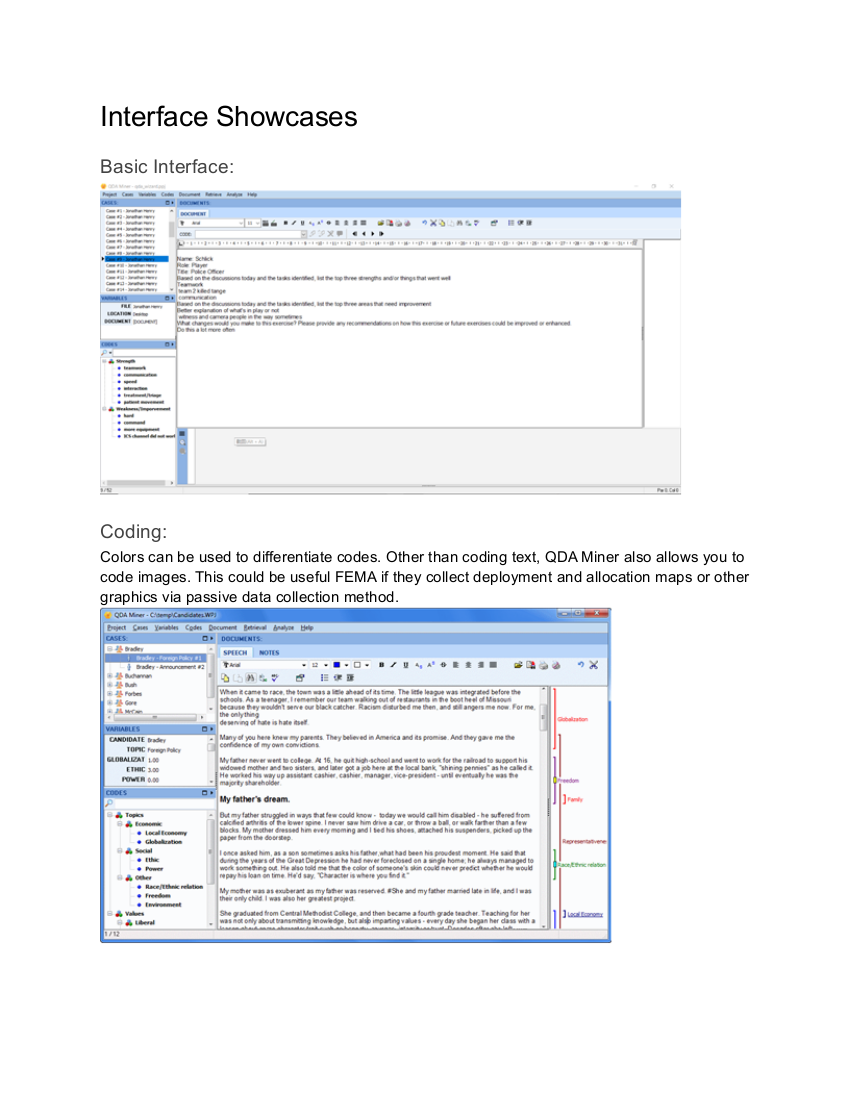 Interface Showcases
Basic Interface:
QDA Miner -
Project Cases Variables Codes Document Retrieve Analyze Help
CASES
DOCUMENTS:
DOCUMENT
Case #1 - Jonathan Henry
Case #2 - Jonathan Henry
Case #3 - Jonathan Henry
Case #4 - Jonathan Henry
Case #5 - Jonathan Henry
Case #6 - Jonathan Henry
Case #7 - Jonathan Henry
Case #8 - Jonathan Henry
Case #9 - Jonathan Henry
Case #10 - Jonathan Henry
Case #11 - Jonathan Henry
Case #12 - Jonathan Henry
Case #13 - Jonathan Henry
Case #14 - Jonathan Henry
Arial 11
CODE:
VARIABLES
FILE Jonathan Henry
LOCATION Desktop
DOCUMENT [DOCUMENT]
CODES
Strength
teamwork
communication
speed
interaction
treatment/triage
patient movement
Weakness/Improvement
hard
command
more equipment
ICS channel did not work
Name: Schlick
Role: Player
Title: Police Officer
Based on the discussions today and the tasks identified, list the top three strengths and/or things that went well
Teamwork
team 2 killed tango
communication
Based on the discussions today and the tasks identified, list the top three areas that need improvement
Better explanation of what's in play or not
witness and camera people in the way sometimes
What changes would you make to this exercise? Please provide any recommendations on how this exercise or future exercises could be improved or enhanced
Do this a lot more often
Coding:
Colors can be used to differentiate codes. Other than coding text, QDA Miner also allows you to
code images. This could be useful FEMA if they collect deployment and allocation maps or other
graphics via passive data collection method.
QDA Miner - C:\temp\Candidates.WPJ
Project Cases Variables Codes Document Retrieval Analyze Help
CASES:
DOCUMENTS:
Bradley
Bradley - Foreign Policy #1
Bradley - Announcement #2
Buchannan
Bush
Forbes
Gore
McCain
VARIABLES
CANDIDATE Bradley
TOPIC Foreign Policy
GLOBALIZAT 1.00
ETHIC 3.00
POWER 0.00
CODES
Topics
Economic
Local Economy
Globalization
Social
Ethic
Power
Other
Race/Ethnic relation
Freedom
Environment
Values
Liberal
1 / 12
SPEECH NOTES
Arial 12
When it came to race, the town was a little ahead of its time. The little league was integrated before the
schools. As a teenager, I remember our team walking out of restaurants in the boot heel of Missouri
because they wouldn't serve our black catcher. Racism disturbed me then, and still angers me now. For me,
the only thing
deserving of hate is hate itself.
Many of you here knew my parents. They believed in America and its promise. And they gave me the
confidence of my own convictions.
My father never went to college. At 16, he quit high-school and went to work for the railroad to support his
widowed mother and two sisters, and later got a job here at the local bank, "shining pennies" as he called it.
He worked his way up assistant cashier, cashier, manager, vice-president - until eventually he was the
majority shareholder.
My father's dream.
But my father struggled in ways that few could know - today we would call him disabled - he suffered from
calcified arthritis of the lower spine. I never saw him drive a car, or throw a ball, or walk farther than a few
blocks. My mother dressed him every morning and I tied his shoes, attached his suspenders, picked up the
paper from the doorstep.
I once asked him, as a son sometimes asks his father,what had been his proudest moment. He said that
during the years of the Great Depression he had never foreclosed on a single home; he always managed to
work something out. He also told me that the color of someone's skin could never predict whether he would
repay his loan on time. He'd say, "Character is where you find it."
My mother was as exuberant as my father was reserved. #She and my father married late in life, and I was
their only child. I was also her greatest project.
She graduated from Central Methodist College, and then became a fourth grade teacher. Teaching for her
was not only about transmitting knowledge, but also imparting values - every day she began her class with a
Globalization
Freedom
Family
Representativeness
Race/Ethnic relation
Local Economy